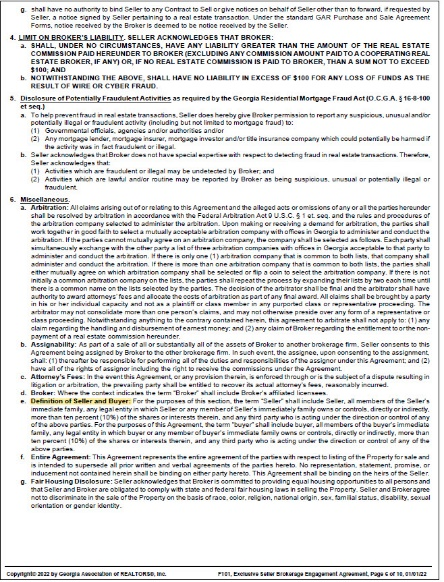 g. shall have no authority to bind Seller to any Contract to Sell or give notices on behalf of Seller other than to forward, if requested by
Seller, a notice signed by Seller pertaining to a real estate transaction. Under the standard GAR Purchase and Sale Agreement
Forms, notice received by the Broker is deemed to be notice received by the Seller.
4. LIMIT ON BROKER'S LIABILITY. SELLER ACKNOWLEDGES THAT BROKER:
a. SHALL, UNDER NO CIRCUMSTANCES, HAVE ANY LIABILITY GREATER THAN THE AMOUNT OF THE REAL ESTATE
COMMISSION PAID HEREUNDER TO BROKER (EXCLUDING ANY COMMISSION AMOUNT PAID TO A COOPERATING REAL
ESTATE BROKER, IF ANY) OR, IF NO REAL ESTATE COMMISSION IS PAID TO BROKER, THAN A SUM NOT TO EXCEED
$100; AND
b. NOTWITHSTANDING THE ABOVE, SHALL HAVE NO LIABILITY IN EXCESS OF $100 FOR ANY LOSS OF FUNDS AS THE
RESULT OF WIRE OR CYBER FRAUD.
5. Disclosure of Potentially Fraudulent Activities as required by the Georgia Residential Mortgage Fraud Act (O.C.G.A. § 16-8-100
et seq.)
a. To help prevent fraud in real estate transactions, Seller does hereby give Broker permission to report any suspicious, unusual and/or
potentially illegal or fraudulent activity (including but not limited to mortgage fraud) to:
(1) Governmental officials, agencies and/or authorities and/or
(2) Any mortgage lender, mortgage insurer, mortgage investor and/or title insurance company which could potentially be harmed if
the activity was in fact fraudulent or illegal.
b. Seller acknowledges that Broker does not have special expertise with respect to detecting fraud in real estate transactions. Therefore,
Seller acknowledges that:
(1) Activities which are fraudulent or illegal may be undetected by Broker; and
(2) Activities which are lawful and/or routine may be reported by Broker as being suspicious, unusual or potentially illegal or
fraudulent.
6. Miscellaneous.
a. Arbitration: All claims arising out of or relating to this Agreement and the alleged acts or omissions of any or all the parties hereunder
shall be resolved by arbitration in accordance with the Federal Arbitration Act 9 U.S.C. § 1 et. seq. and the rules and procedures of
the arbitration company selected to administer the arbitration. Upon making or receiving a demand for arbitration, the parties shall
work together in good faith to select a mutually acceptable arbitration company with offices in Georgia to administer and conduct the
arbitration. If the parties cannot mutually agree on an arbitration company, the company shall be selected as follows. Each party shall
simultaneously exchange with the other party a list of three arbitration companies with offices in Georgia acceptable to that party to
administer and conduct the arbitration. If there is only one (1) arbitration company that is common to both lists, that company shall
administer and conduct the arbitration. If there is more than one arbitration company that is common to both lists, the parties shall
either mutually agree on which arbitration company shall be selected or flip a coin to select the arbitration company. If there is not
initially a common arbitration company on the lists, the parties shall repeat the process by expanding their lists by two each time until
there is a common name on the lists selected by the parties. The decision of the arbitrator shall be final and the arbitrator shall have
authority to award attorneys' fees and allocate the costs of arbitration as part of any final award. All claims shall be brought by a party
in his or her individual capacity and not as a plaintiff or class member in any purported class or representative proceeding. The
arbitrator may not consolidate more than one person's claims, and may not otherwise preside over any form of a representative or
class proceeding. Notwithstanding anything to the contrary contained herein, this agreement to arbitrate shall not apply to: (1) any
claim regarding the handling and disbursement of earnest money; and (2) any claim of Broker regarding the entitlement to or the non-
payment of a real estate commission hereunder.
b. Assignability: As part of a sale of all or substantially all of the assets of Broker to another brokerage firm, Seller consents to this
Agreement being assigned by Broker to the other brokerage firm. In such event, the assignee, upon consenting to the assignment,
shall: (1) thereafter be responsible for performing all of the duties and responsibilities of the assignor under this Agreement; and (2)
have all of the rights of assignor including the right to receive the commissions under the Agreement.
c. Attorney's Fees: In the event this Agreement, or any provision therein, is enforced through or is the subject of a dispute resulting in
litigation or arbitration, the prevailing party shall be entitled to recover its actual attorney's fees, reasonably incurred.
d. Broker: Where the context indicates the term "Broker" shall include Broker's affiliated licensees.
e. Definition of Seller and Buyer: For the purposes of this section, the term "Seller" shall include Seller, all members of the Seller's
immediate family, any legal entity in which Seller or any member of Seller's immediate family owns or controls, directly or indirectly,
more than ten percent (10%) of the shares or interests therein, and any third party who is acting under the direction or control of any
of the above parties. For the purposes of this Agreement, the term "buyer" shall include buyer, all members of the buyer's immediate
family, any legal entity in which buyer or any member of buyer's immediate family owns or controls, directly or indirectly, more than
ten percent (10%) of the shares or interests therein, and any third party who is acting under the direction or control of any of the
above parties.
f. Entire Agreement: This Agreement represents the entire agreement of the parties with respect to listing of the Property for sale and
is intended to supersede all prior written and verbal agreements of the parties hereto. No representation, statement, promise, or
inducement not contained herein shall be binding on either party hereto. This Agreement shall be binding on the heirs of the Seller.
g. Fair Housing Disclosure: Seller acknowledges that Broker is committed to providing equal housing opportunities to all persons and
that Seller and Broker are obligated to comply with state and federal fair housing laws in selling the Property. Seller and Broker agree
not to discriminate in the sale of the Property on the basis of race, color, religion, national origin, sex, familial status, disability, sexual
orientation or gender identity.
Copyright© 2022 by Georgia Association of REALTORS®, Inc. F101, Exclusive Seller Brokerage Engagement Agreement, Page 6 of 10, 01/01/22